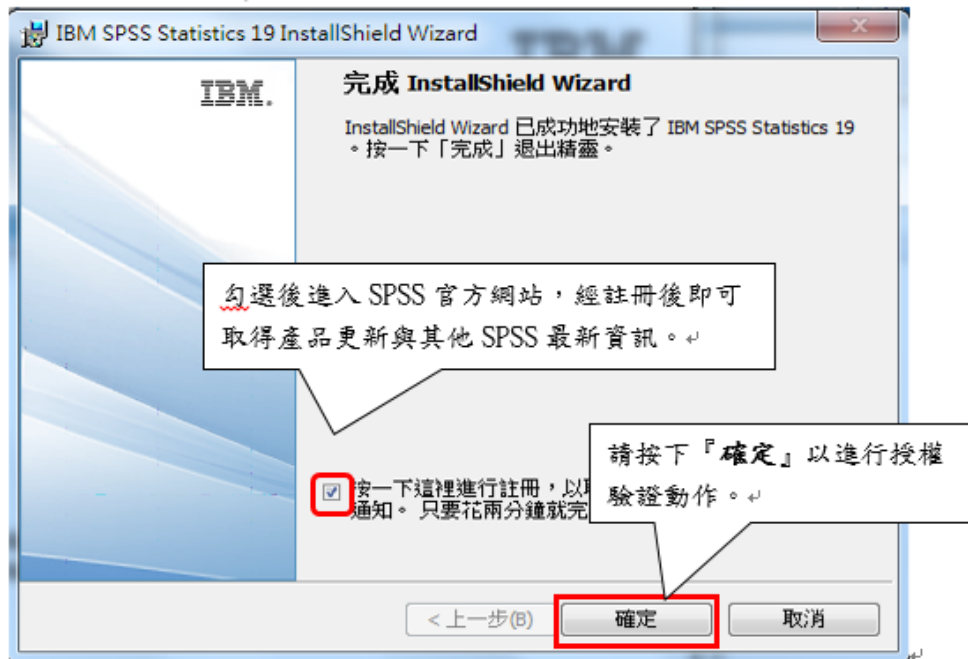 IBM SPSS Statistics 19 InstallShield Wizard
IBM.
完成 InstallShield Wizard
InstallShield Wizard 已成功地安裝了 IBM SPSS Statistics 19
。按一下「完成」退出精靈。
勾選後進入 SPSS 官方網站，經註冊後即可
取得產品更新與其他 SPSS 最新資訊。
請按下『確定』以進行授權
驗證動作。
按一下這裡進行註冊，以
通知。 只要花兩分鐘就完
< 上一步(B)
確定
取消